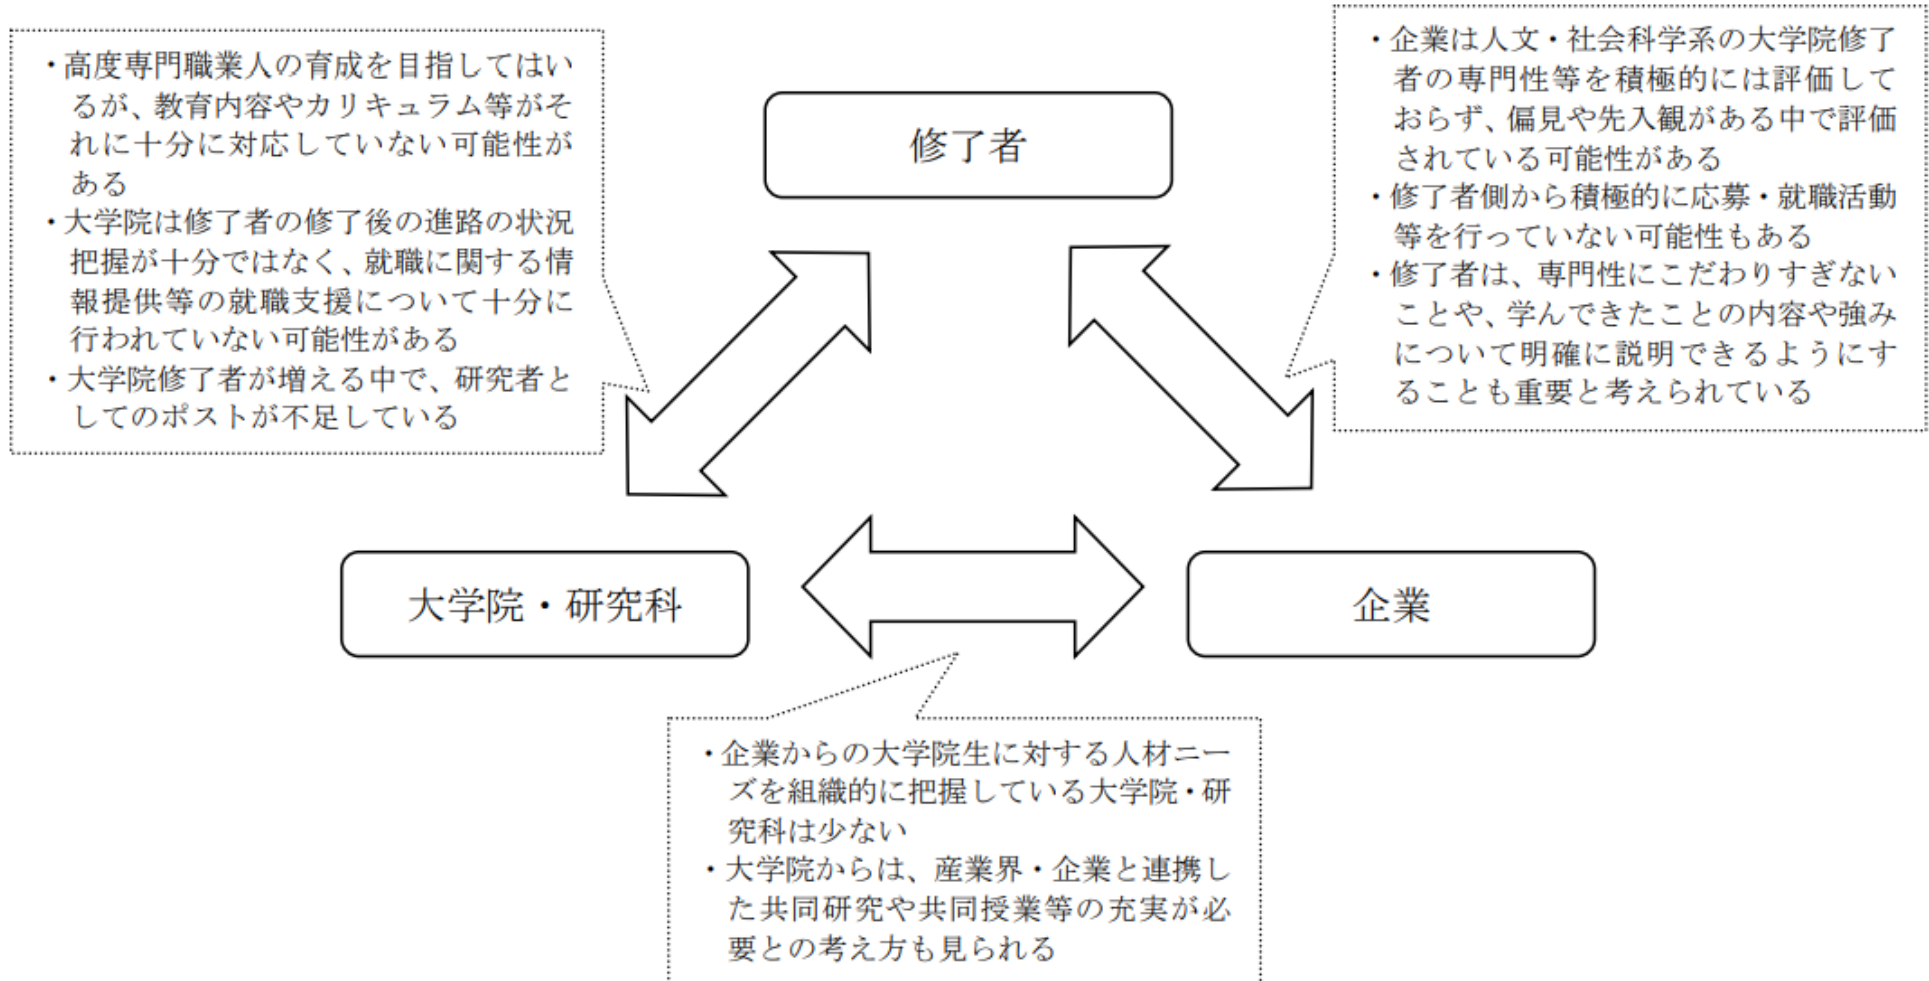 ・高度専門職業人の育成を目指してはい
るが、教育内容やカリキュラム等がそ
れに十分に対応していない可能性が
ある
・大学院は修了者の修了後の進路の状況
把握が十分ではなく、就職に関する情
報提供等の就職支援について十分に
行われていない可能性がある
・大学院修了者が増える中で、研究者と
してのポストが不足している
修了者
・企業は人文・社会科学系の大学院修了
者の専門性等を積極的には評価して
おらず、偏見や先入観がある中で評価
されている可能性がある
・修了者側から積極的に応募・就職活動
等を行っていない可能性もある
・修了者は、専門性にこだわりすぎない
ことや、学んできたことの内容や強み
について明確に説明できるようにす
ることも重要と考えられている
大学院・研究科
企業
・企業からの大学院生に対する人材ニー
ズを組織的に把握している大学院・研
究科は少ない
・大学院からは、産業界・企業と連携し
た共同研究や共同授業等の充実が必
要との考え方も見られる